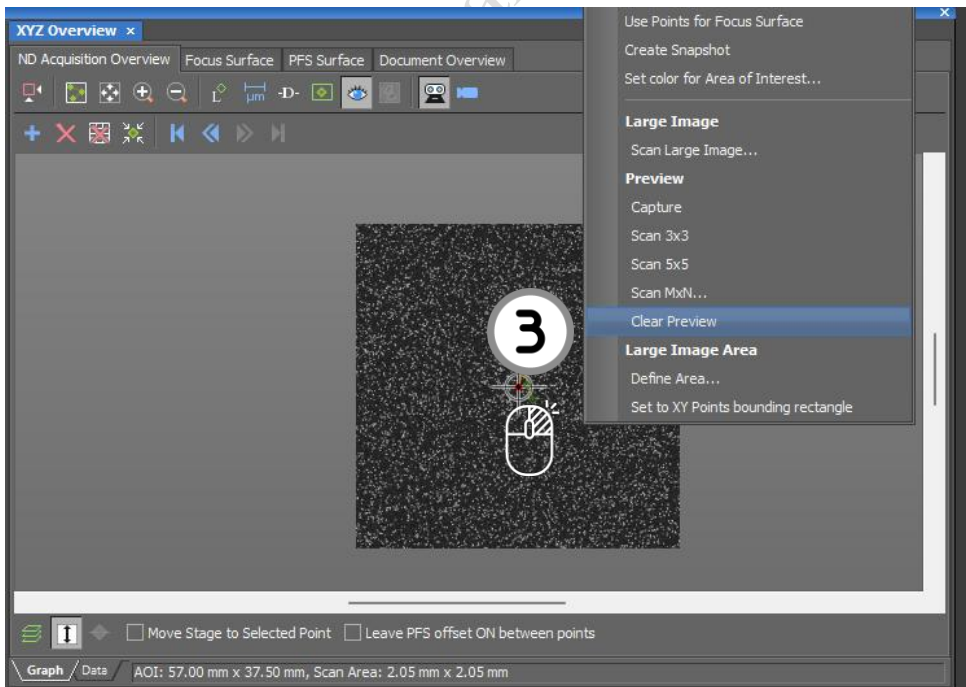 XYZ Overview ×
ND Acquisition Overview Focus Surface PFS Surface Document Overview
L° μm -D-
Use Points for Focus Surface
Create Snapshot
Set color for Area of Interest...
Large Image
Scan Large Image...
Preview
Capture
Scan 3x3
Scan 5x5
Scan MxN...
Clear Preview
Large Image Area
Define Area...
Set to XY Points bounding rectangle
3
Move Stage to Selected Point Leave PFS offset ON between points
Graph Data AOI: 57.00 mm x 37.50 mm, Scan Area: 2.05 mm x 2.05 mm